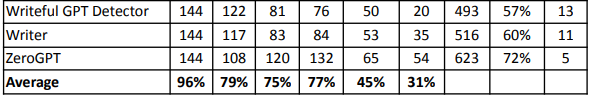 Writeful GPT Detector 144 122 81 76 50 20 493 57% 13
Writer 144 117 83 84 53 35 516 60% 11
ZeroGPT 144 108 120 132 65 54 623 72% 5
Average 96% 79% 75% 77% 45% 31%